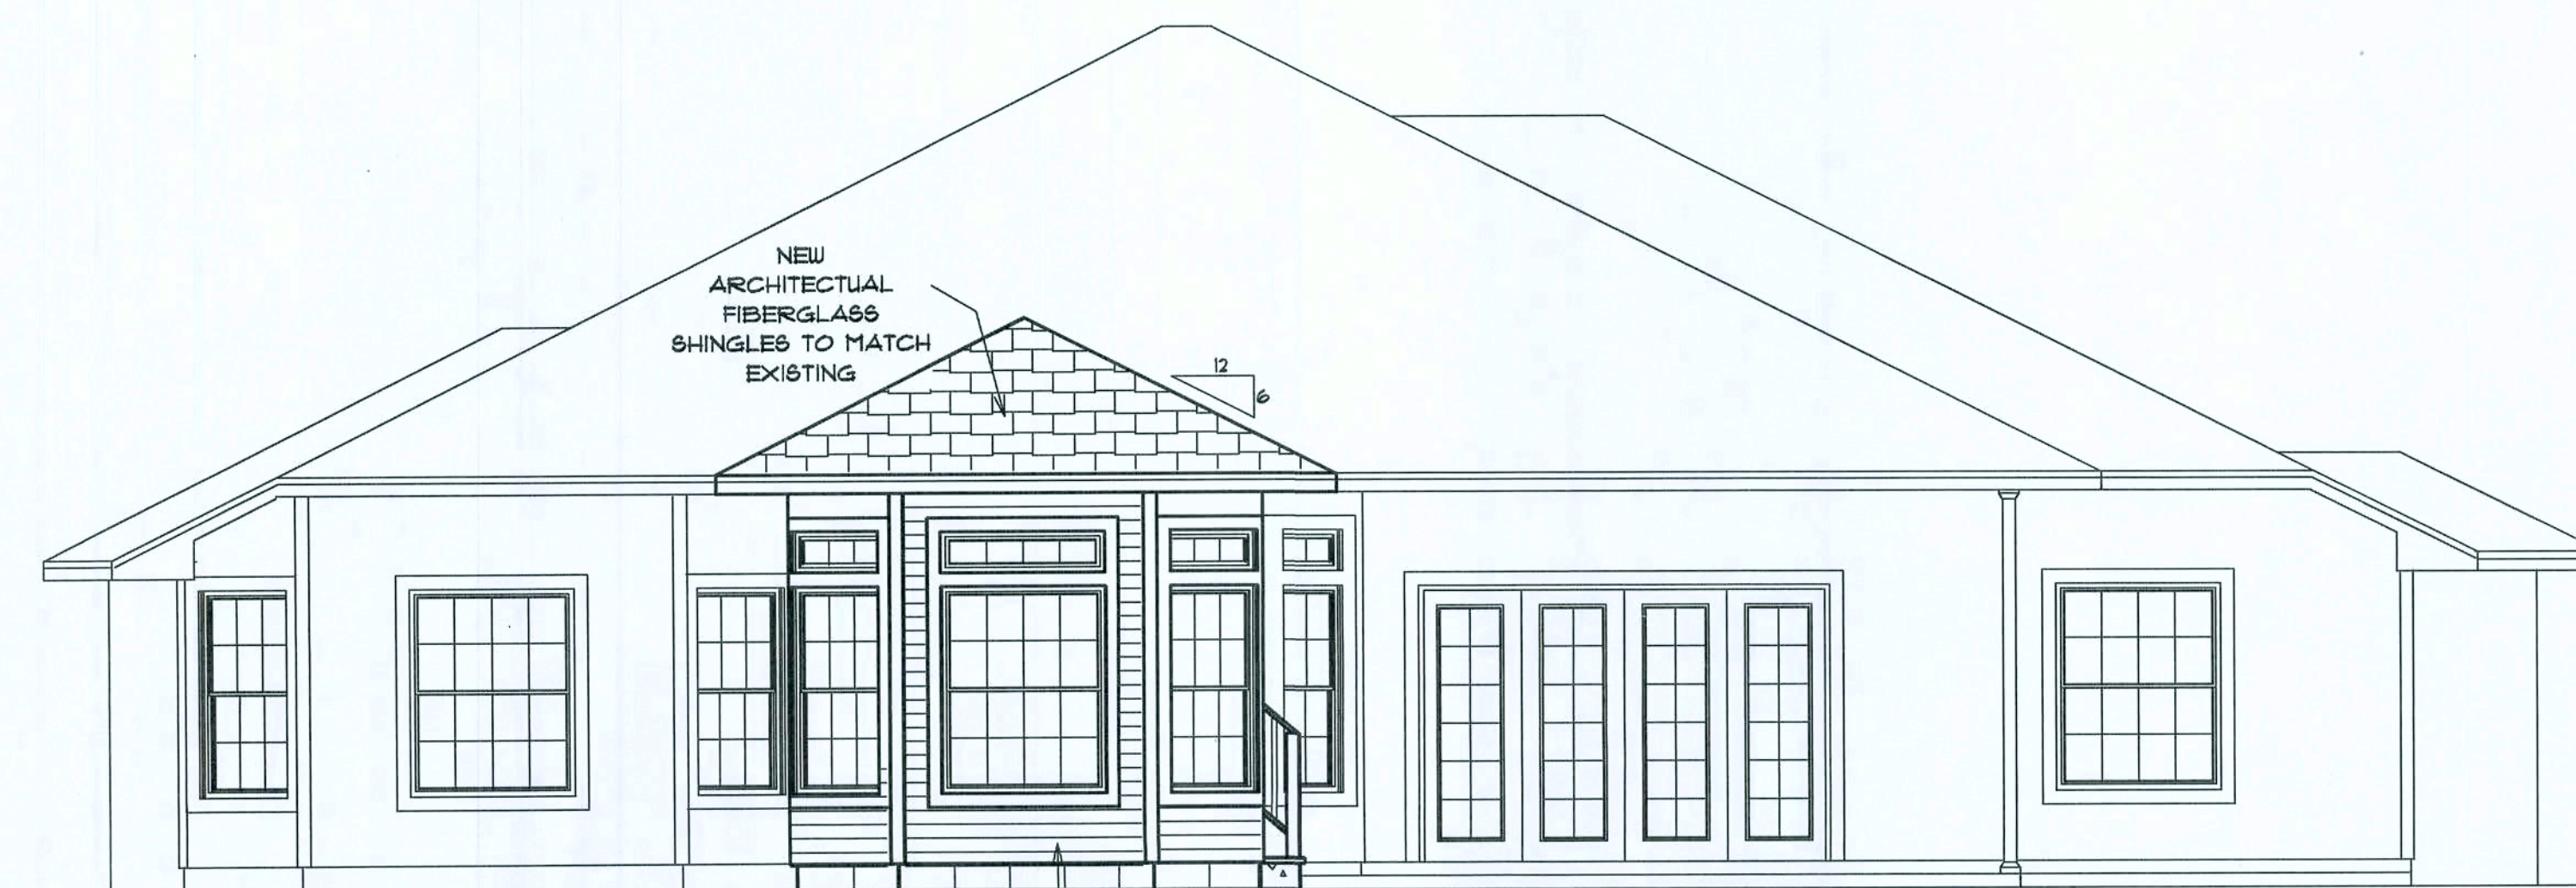 NEW
ARCHITECTUAL
FIBERGLASS
SHINGLES TO MATCH
EXISTING
12
6